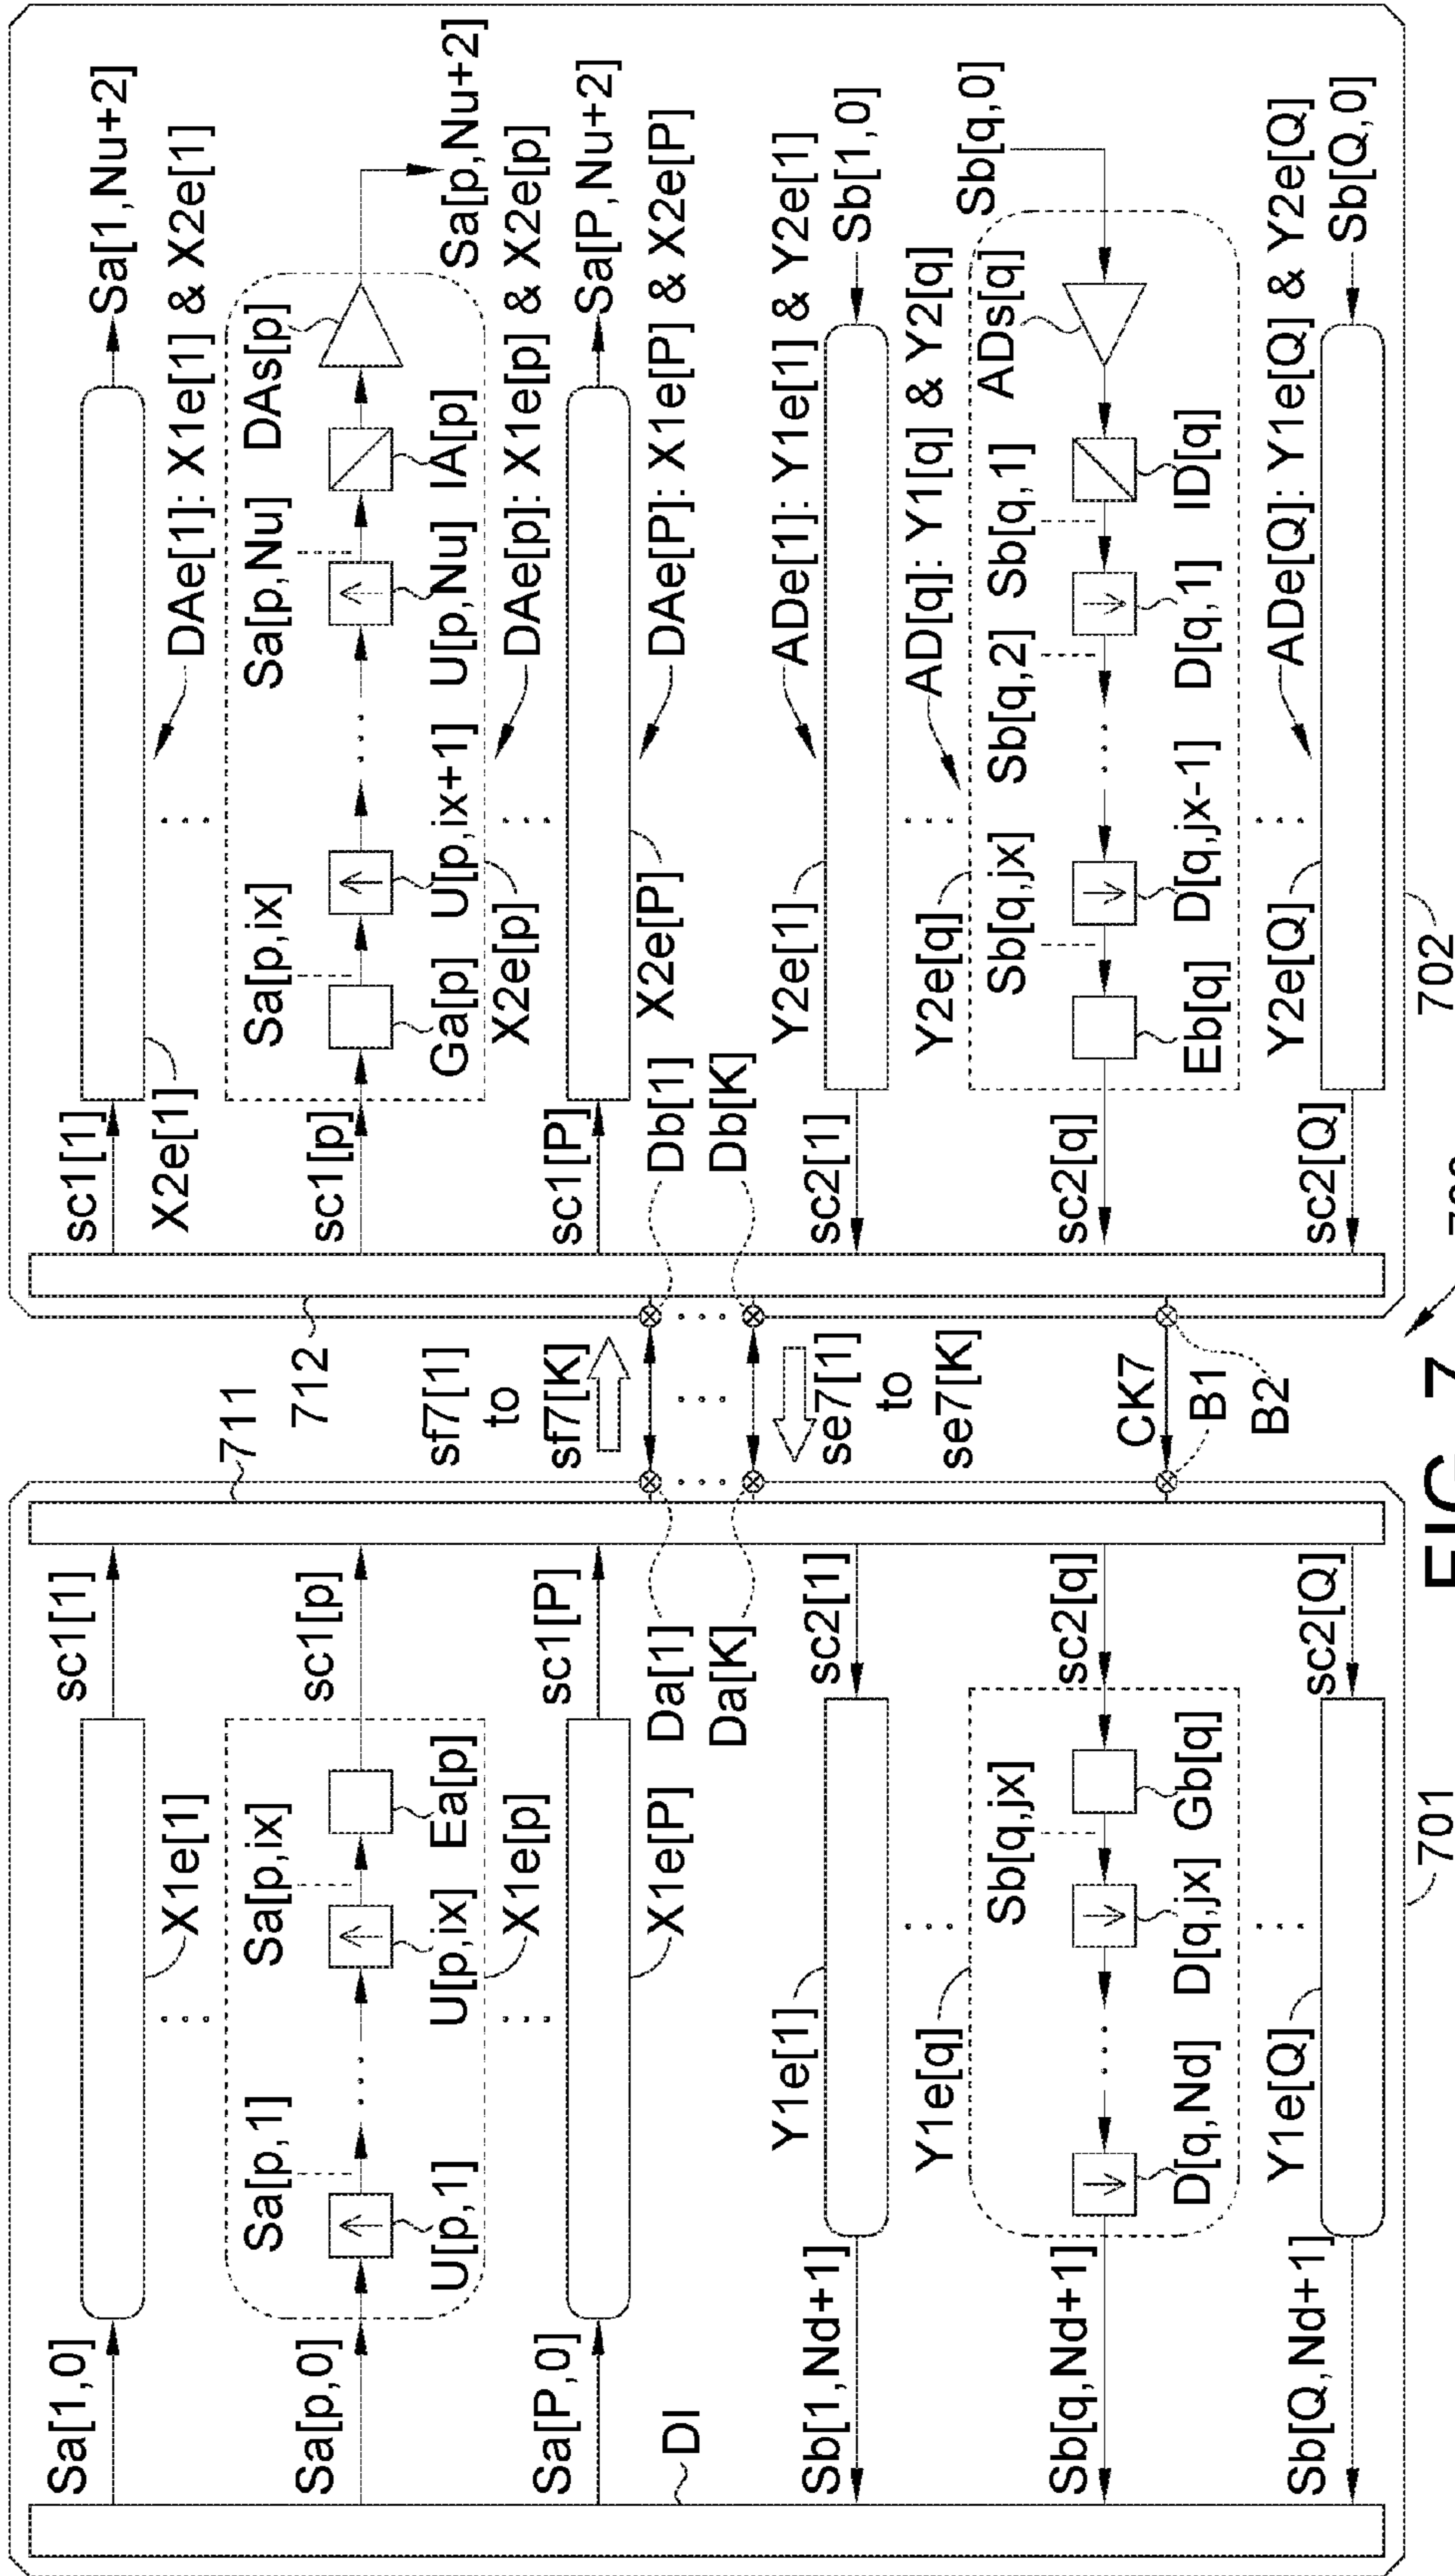 Sa[1,0]
sc1[1]
sc1[1]
Sa[1,Nu+2]
X1e[1]
X2e[1]
DAe[1]: X1e[1] & X2e[1]
Sa[p,0]
Sa[p,1]
Sa[p,ix]
sc1[p]
sc1[p]
Sa[p,ix]
Sa[p,Nu]
DAs[p]
U[p,1]
U[p,ix]
Ea[p]
Ga[p]
U[p,ix+1]
U[p,Nu]
IA[p]
Sa[p,Nu+2]
X1e[p]
X2e[p]
DAe[p]: X1e[p] & X2e[p]
Sa[P,0]
sc1[P]
sc1[P]
Sa[P,Nu+2]
X1e[P]
X2e[P]
DAe[P]: X1e[P] & X2e[P]
DI
711
712
sf7[1]
to
sf7[K]
Da[1]
Da[K]
Db[1]
Db[K]
se7[1]
to
se7[K]
Y1e[1]
Y2e[1]
ADe[1]: Y1e[1] & Y2e[1]
Sb[1,Nd+1]
sc2[1]
sc2[1]
Sb[1,0]
Y1e[q]
Y2e[q]
AD[q]: Y1[q] & Y2[q]
Sb[q,jx]
Sb[q,jx]
Sb[q,2]
Sb[q,1]
ADs[q]
Sb[q,0]
Sb[q,Nd+1]
sc2[q]
sc2[q]
CK7
B1
B2
D[q,Nd]
D[q,jx]
Gb[q]
Eb[q]
D[q,jx-1]
D[q,1]
ID[q]
Y1e[Q]
Y2e[Q]
ADe[Q]: Y1e[Q] & Y2e[Q]
Sb[Q,Nd+1]
sc2[Q]
sc2[Q]
Sb[Q,0]
701
702